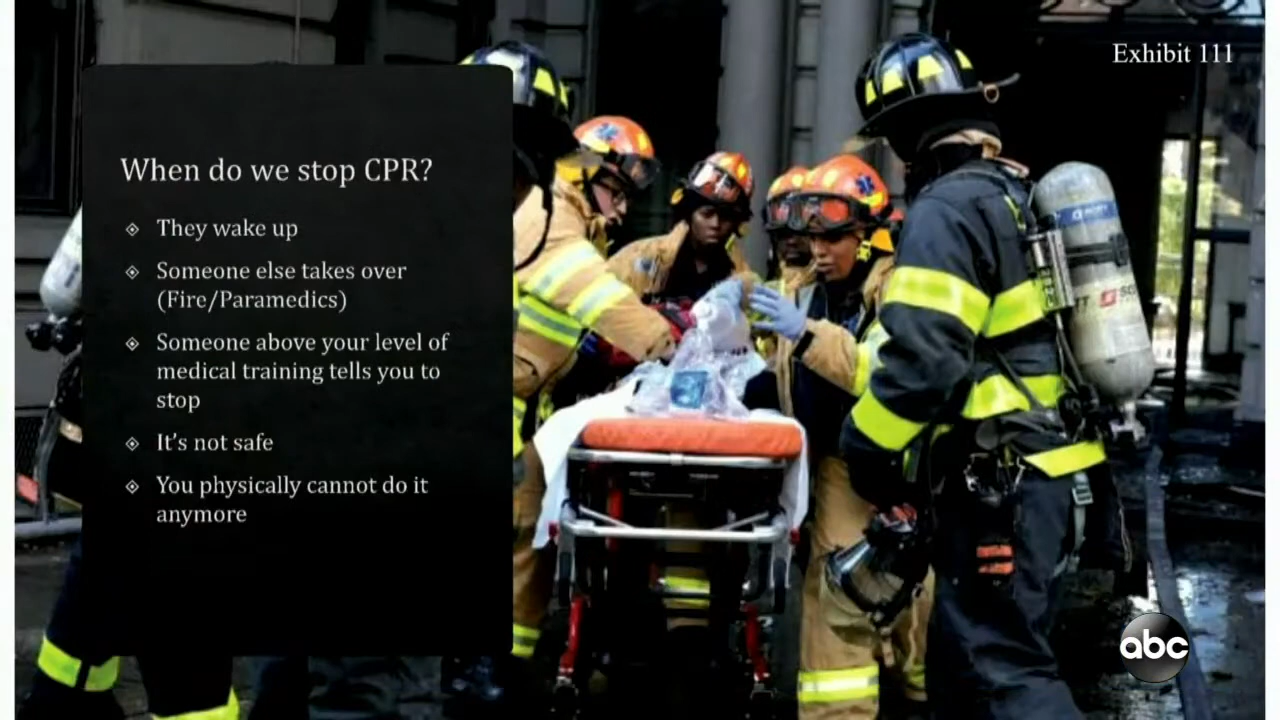 Exhibit 111
When do we stop CPR?
They wake up
Someone else takes over
(Fire/Paramedics)
Someone above your level of
medical training tells you to
stop
It's not safe
You physically cannot do it
anymore
abc